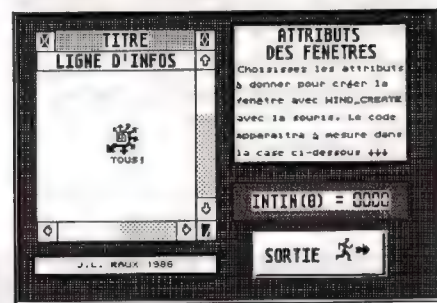 TITRE
LIGNE D'INFOS
TOUS!
J.L. RAUX 1986
ATTRIBUTS
DES FENETRES
Choisissez les attributs
à donner pour créer la
fenêtre avec WIND_CREATE
avec la souris. Le code
apparaitra à mesure dans
la case ci-dessous ↓↓↓
INTIN(0) = 0000
SORTIE